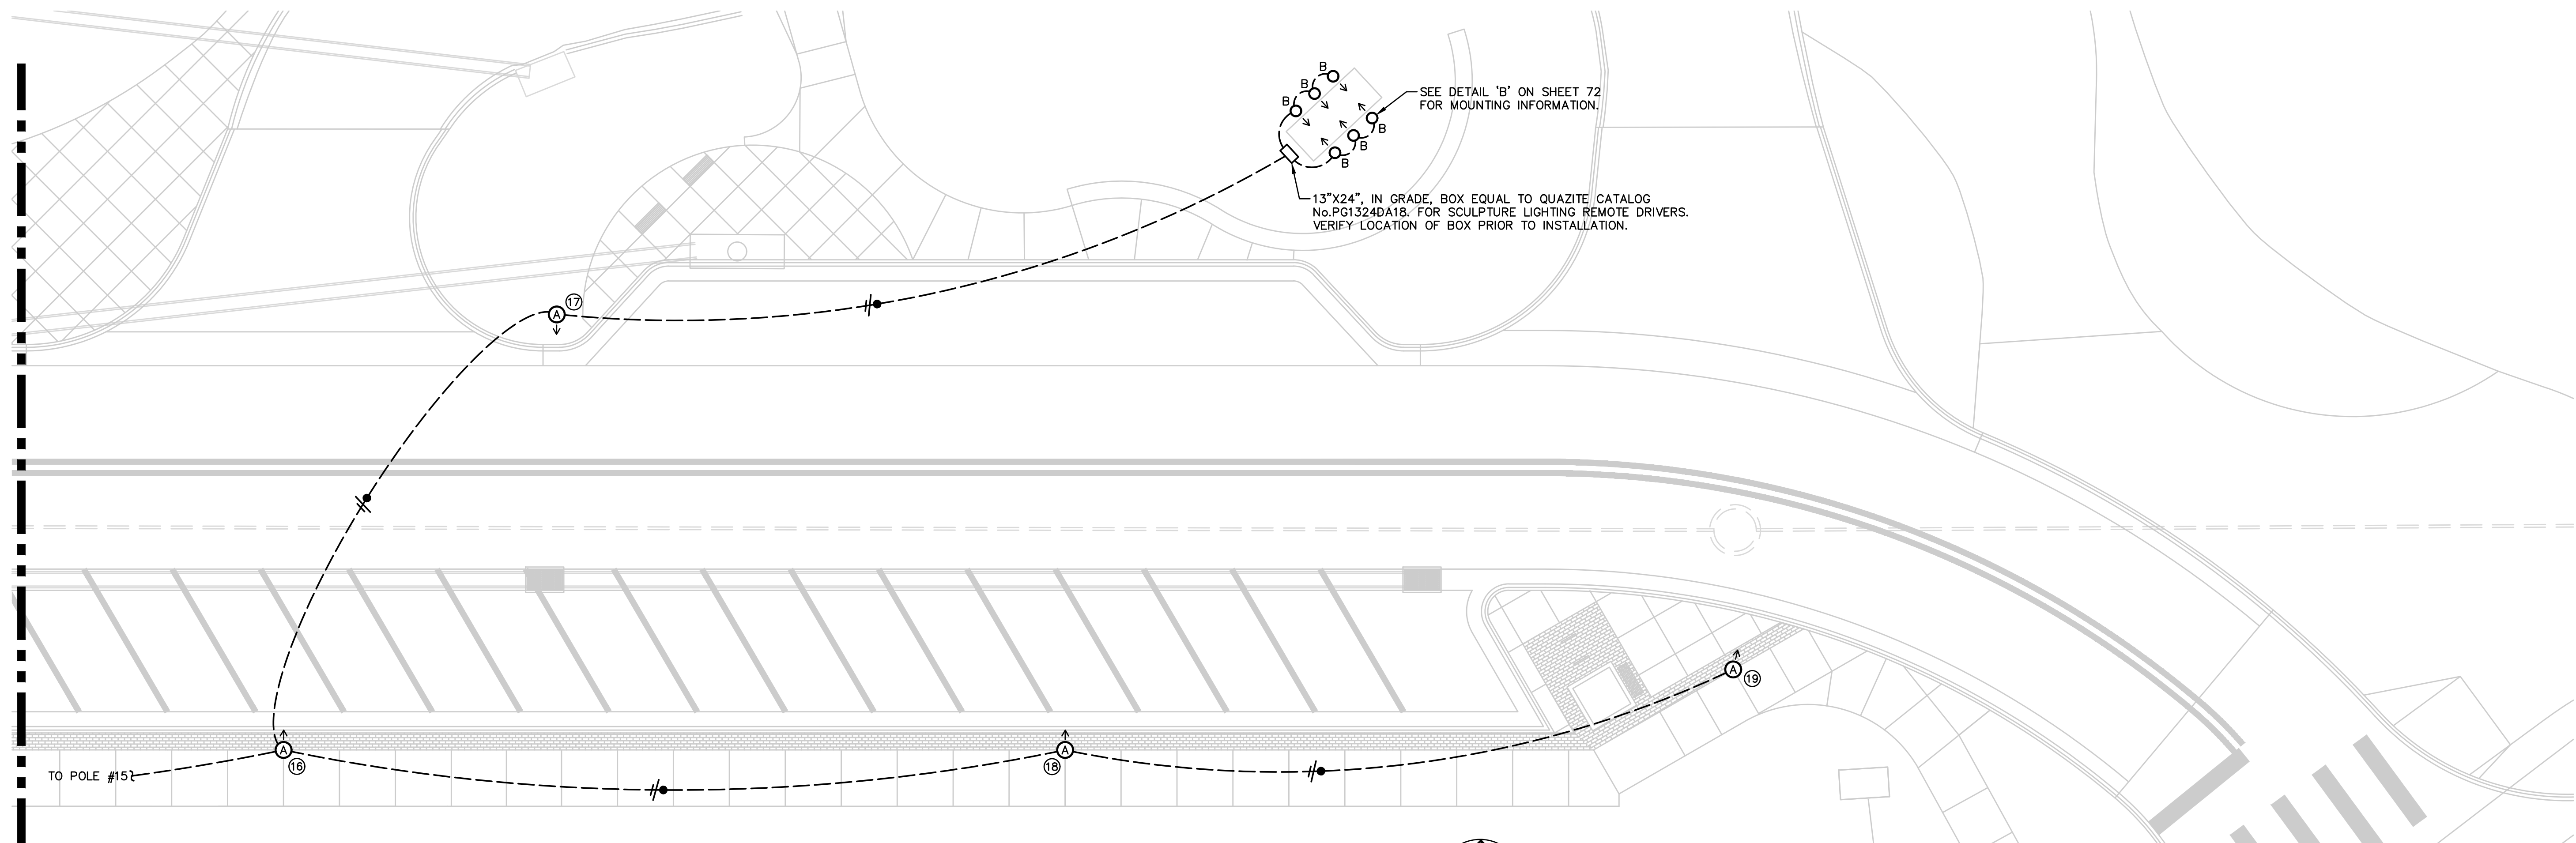 B
B
B
SEE DETAIL 'B' ON SHEET 72
FOR MOUNTING INFORMATION.
B
B
B
13"X24", IN GRADE, BOX EQUAL TO QUAZITE CATALOG
No.PG1324DA18. FOR SCULPTURE LIGHTING REMOTE DRIVERS.
VERIFY LOCATION OF BOX PRIOR TO INSTALLATION.
17
A
A
19
A
16
A
18
TO POLE #15